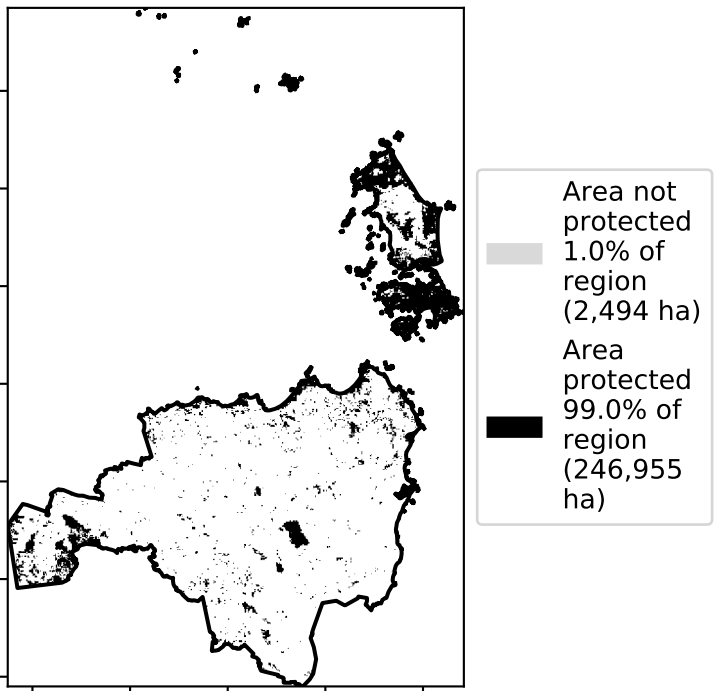 Area not
protected
1.0% of
region
(2,494 ha)
Area
protected
99.0% of
region
(246,955
ha)